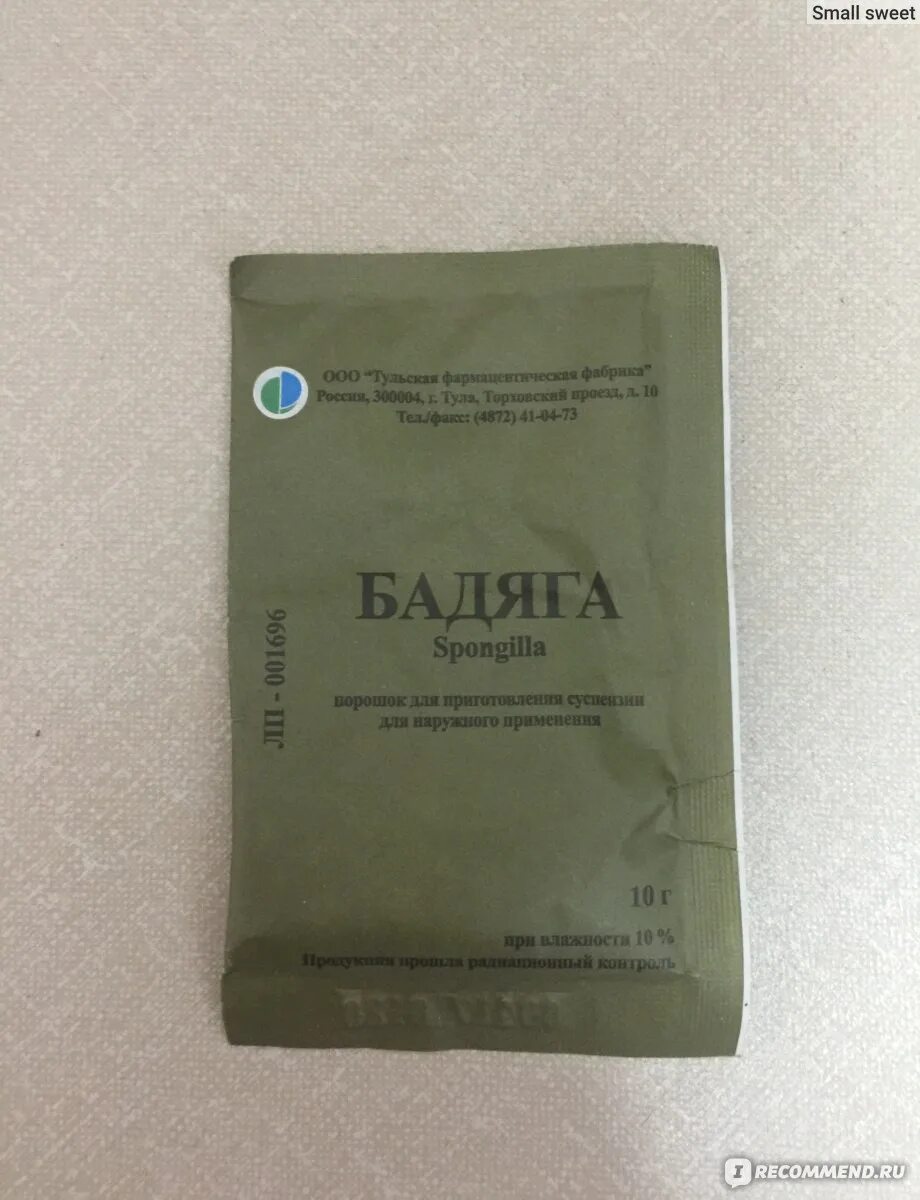 Small sweet
ООО "Тульская фармацевтическая фабрика"
Россия, 300004, г. Тула, Торховский проезд, д. 10
Тел./факс: (4872) 41-04-73
БАДЯГА
Spongilla
порошок для приготовления суспензии
для наружного применения
ЛП - 001696
10 г
при влажности 10 %
Продукция прошла радиационный контроль
I RECOMMEND.RU